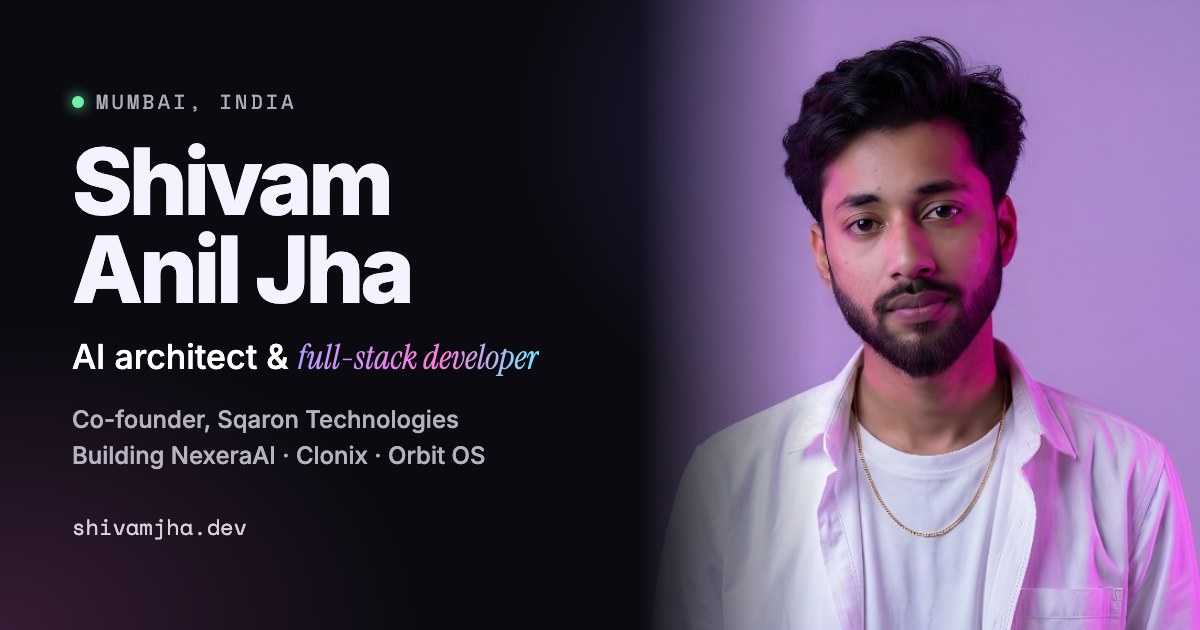 MUMBAI, INDIA
Shivam
Anil Jha
AI architect & full-stack developer
Co-founder, Sqaron Technologies
Building NexeraAI · Clonix · Orbit OS
shivamjha.dev